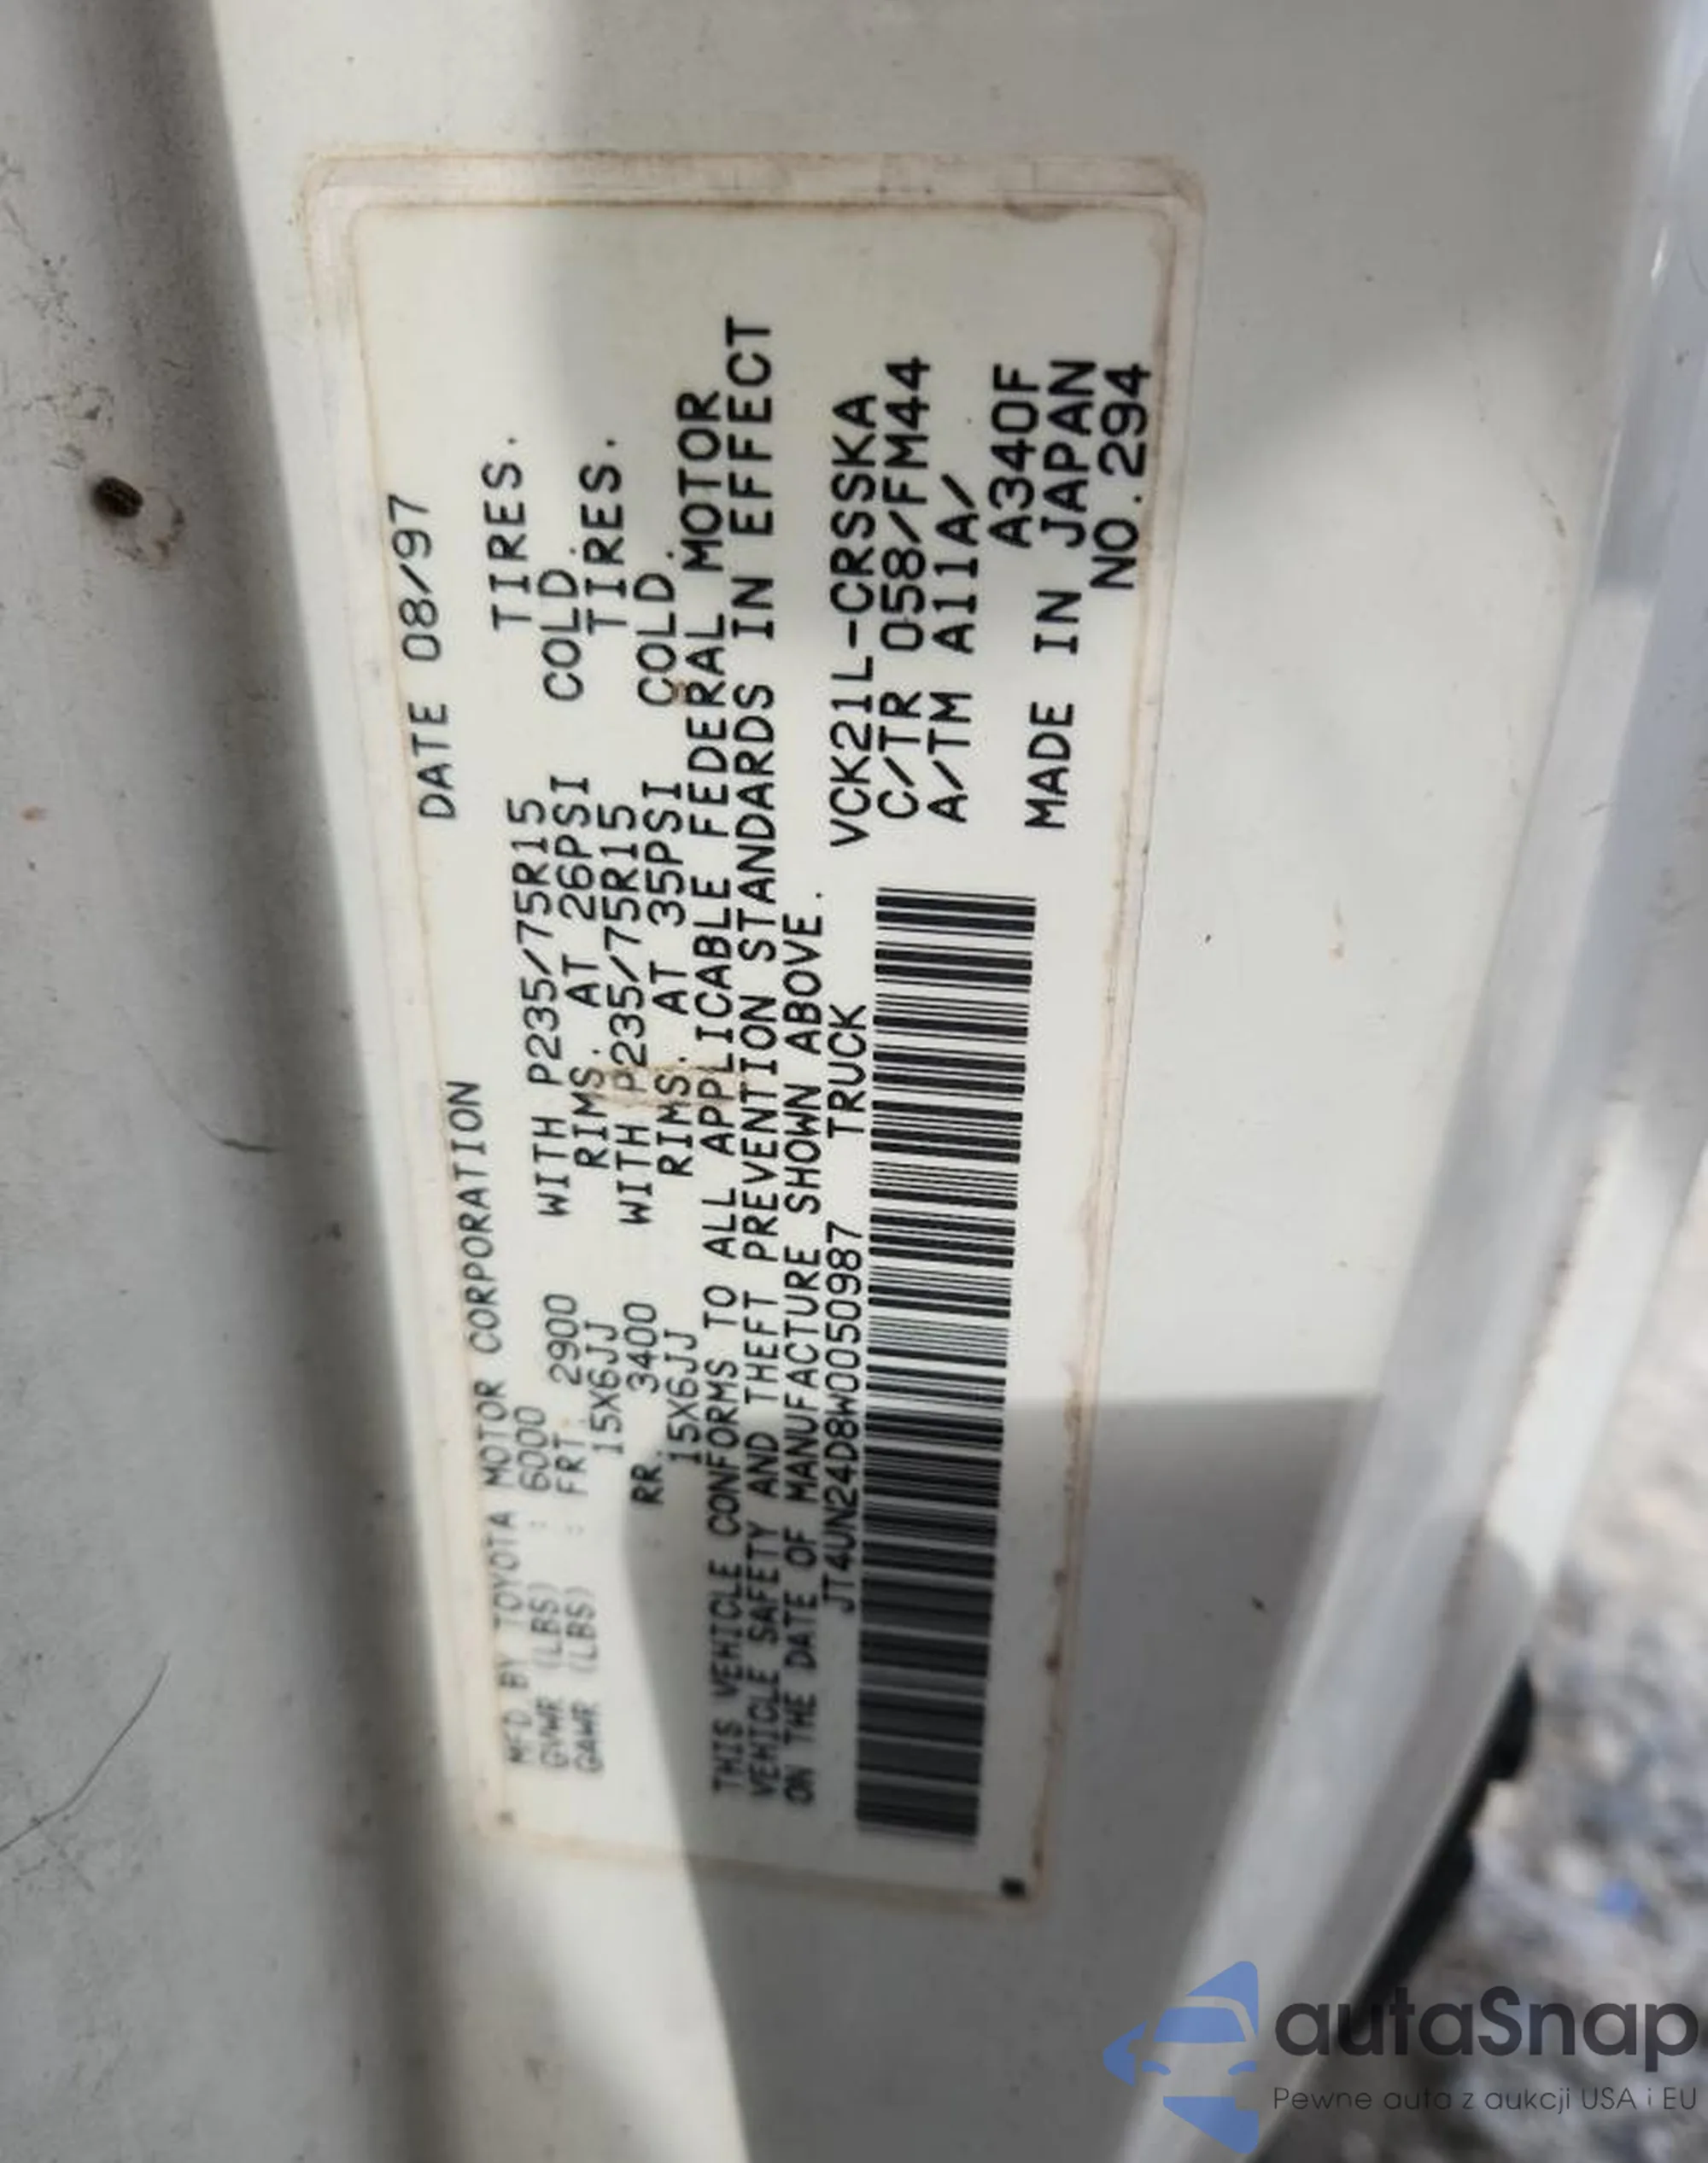 MFD. BY TOYOTA MOTOR CORPORATION DATE 08/97
GVWR (LBS) : 6000
GAWR (LBS) : FRT. 2900 WITH P235/75R15 TIRES.
15X6JJ RIMS. AT 26PSI COLD.
RR. 3400 WITH P235/75R15 TIRES.
15X6JJ RIMS. AT 35PSI COLD.
THIS VEHICLE CONFORMS TO ALL APPLICABLE FEDERAL MOTOR
VEHICLE SAFETY AND THEFT PREVENTION STANDARDS IN EFFECT
ON THE DATE OF MANUFACTURE SHOWN ABOVE.
JT4UN24D8W0050987 TRUCK
VCK21L-CRSSKA
C/TR 058/FM44
A/TM A11A/
A340F
MADE IN JAPAN
NO.294
autaSnap
Pewne auta z aukcji USA i EU